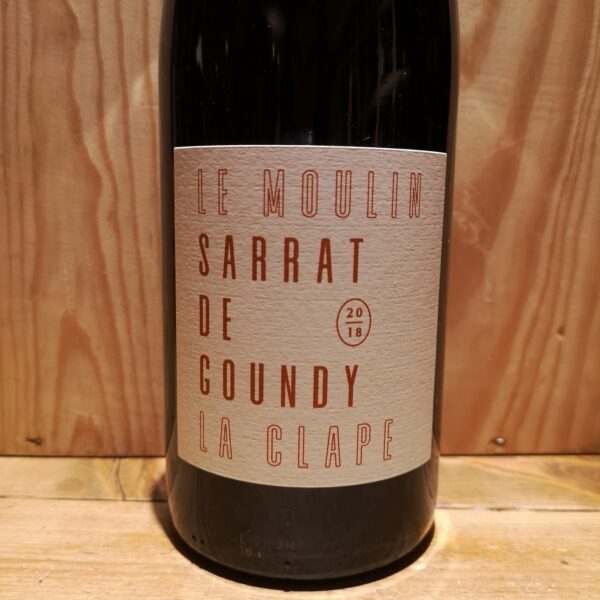 LE MOULIN
SARRAT
DE
20
18
GOUNDY
LA CLAPE